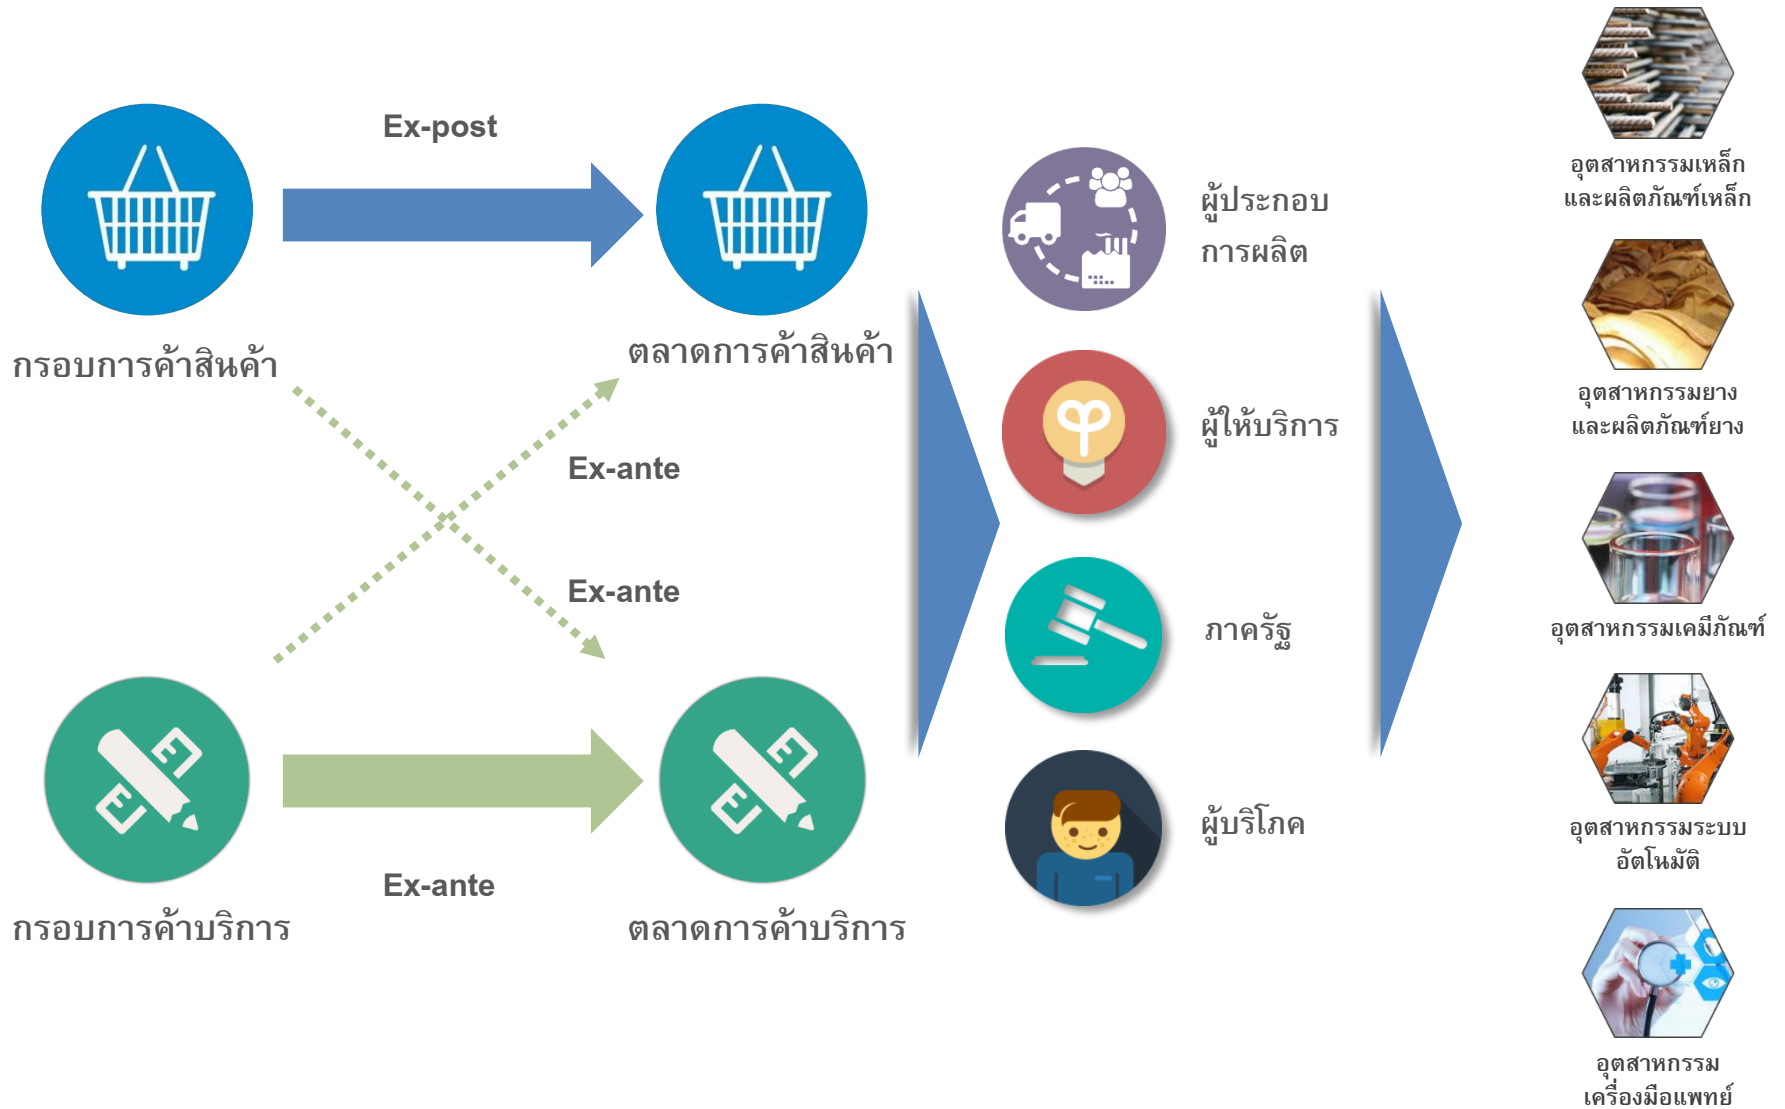 Ex-post
กรอบการค้าสินค้า
ตลาดการค้าสินค้า
Ex-ante
Ex-ante
Ex-ante
กรอบการค้าบริการ
ตลาดการค้าบริการ
ผู้ประกอบ
การผลิต
ผู้ให้บริการ
ภาครัฐ
ผู้บริโภค
อุตสาหกรรมเหล็ก
และผลิตภัณฑ์เหล็ก
อุตสาหกรรมยาง
และผลิตภัณฑ์ยาง
อุตสาหกรรมเคมีภัณฑ์
อุตสาหกรรมระบบ
อัตโนมัติ
อุตสาหกรรม
เครื่องมือแพทย์